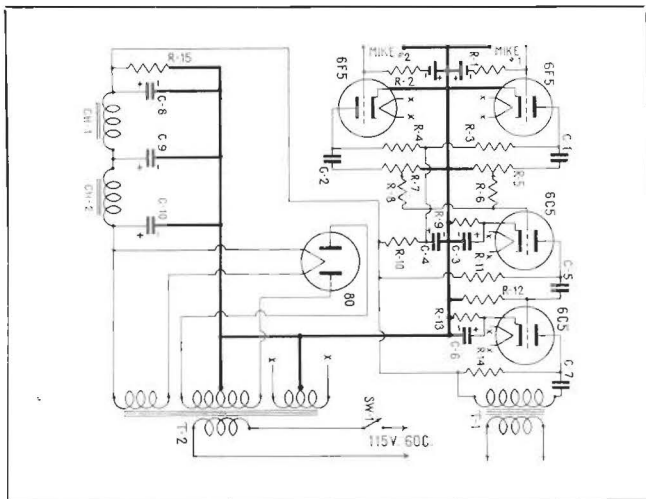 MIKE #2
R-1
MIKE #1
6F5
6F5
R-15
R-2
x
x
x
x
C-8
R-4
R-3
C-1
CH-1
C-2
C-9
R-7
R-5
R-8
R-6
6C5
R-9
CH-2
C-10
R-10
C-4
C-3
R-11
x
x
C-5
80
R-12
6C5
R-13
C-6
x
x
R-14
C-7
x
x
SW-1
T-1
T-2
115V. 60C.